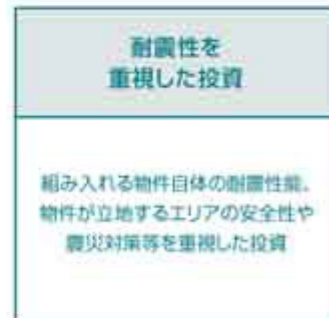 耐震性を
重視した投資
組み入れる物件自体の耐震性能、
物件が立地するエリアの安全性や
震災対策等を重視した投資